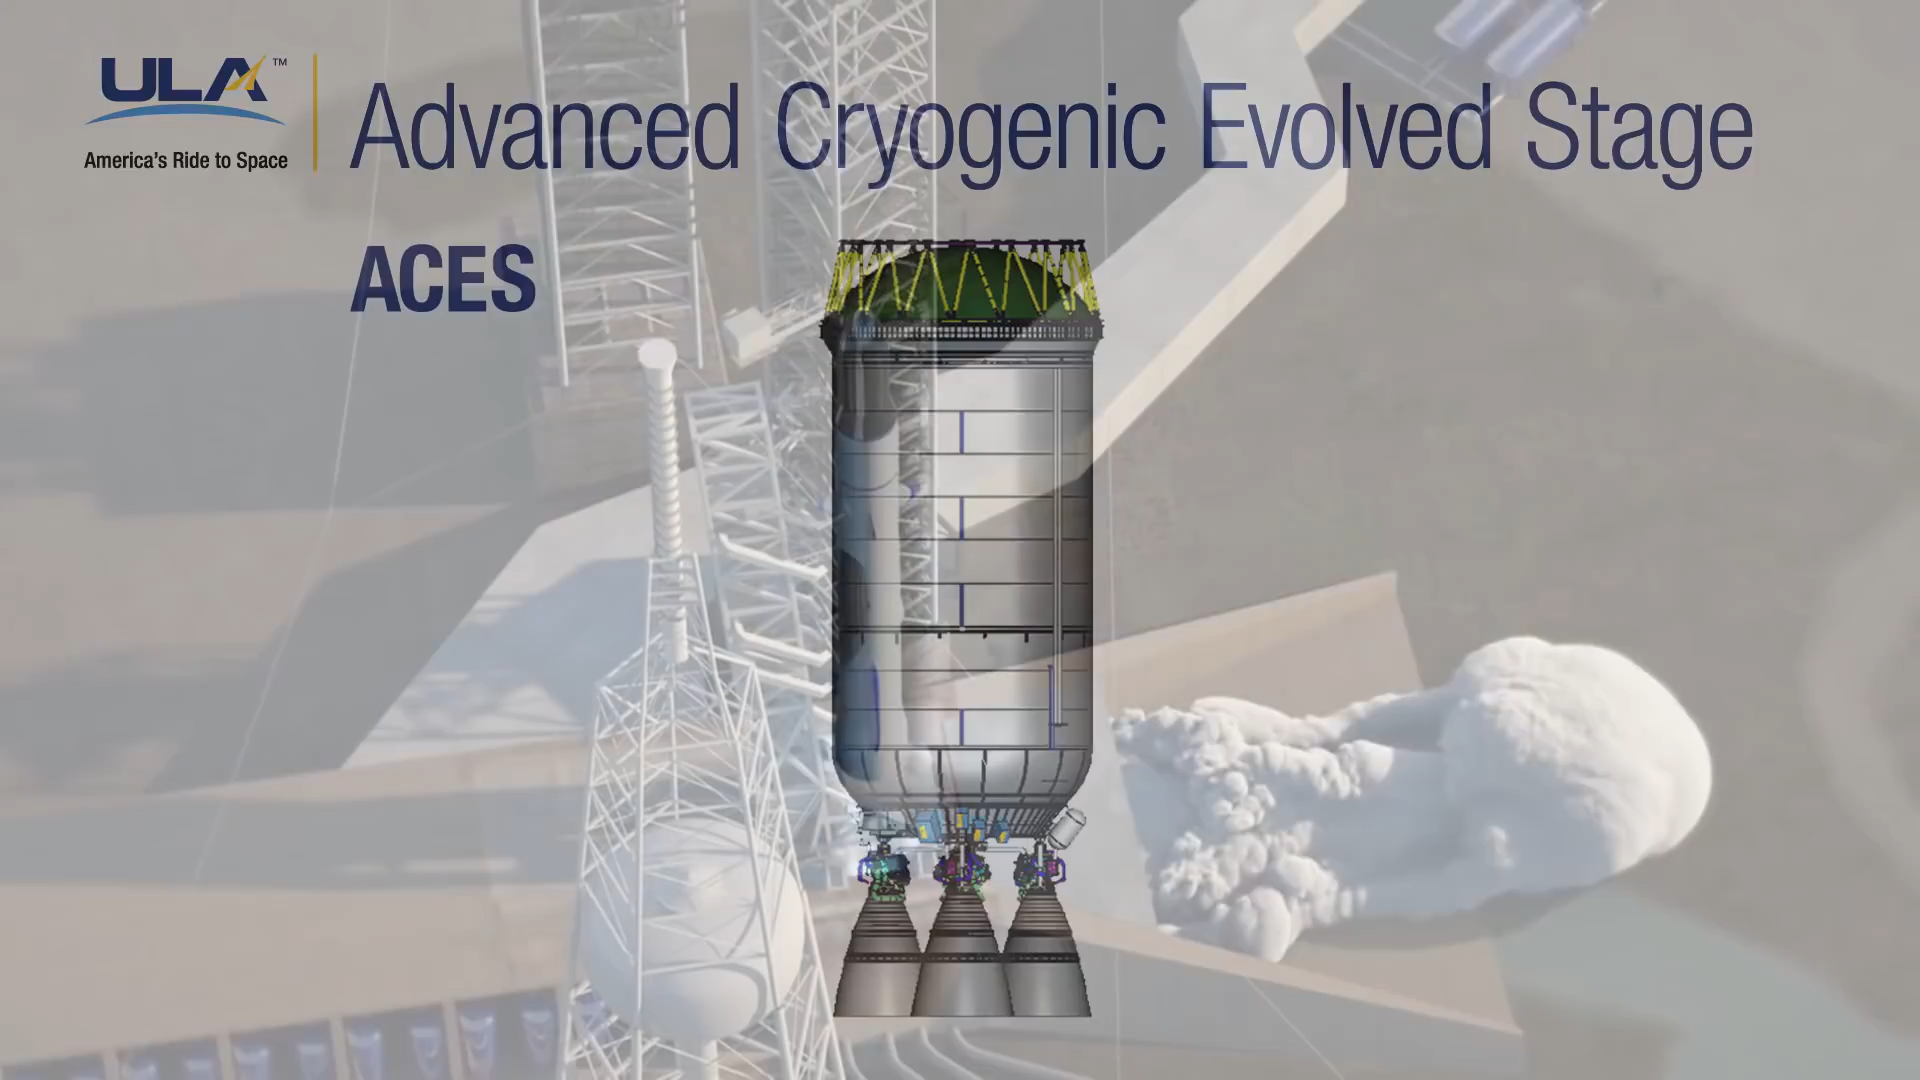 ULA™
America's Ride to Space
Advanced Cryogenic Evolved Stage
ACES